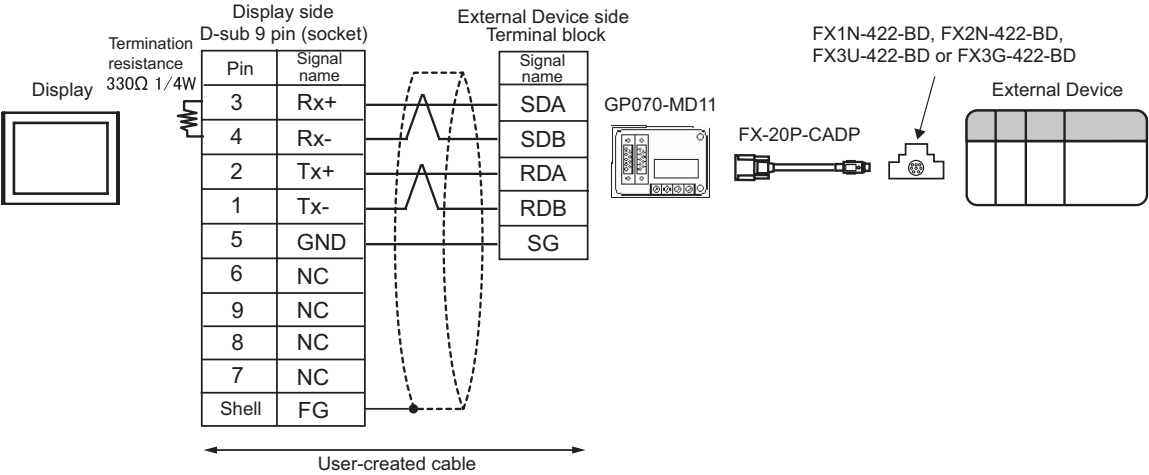 Display side
D-sub 9 pin (socket)
External Device side
Terminal block
Termination
resistance
330Ω 1/4W
Display
Pin Signal name
3 Rx+
4 Rx-
2 Tx+
1 Tx-
5 GND
6 NC
9 NC
8 NC
7 NC
Shell FG
Signal name
SDA
SDB
RDA
RDB
SG
User-created cable
GP070-MD11
FX-20P-CADP
FX1N-422-BD, FX2N-422-BD,
FX3U-422-BD or FX3G-422-BD
External Device